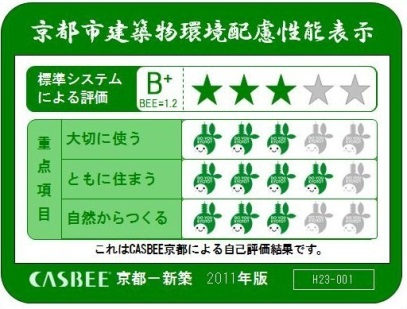 京都市建築物環境配慮性能表示
標準システム
による評価
B+
BEE=1.2
重点項目
大切に使う
ともに住まう
自然からつくる
これはCASBEE京都による自己評価結果です。
CASBEE® 京都－新築 2011年版
H23-001